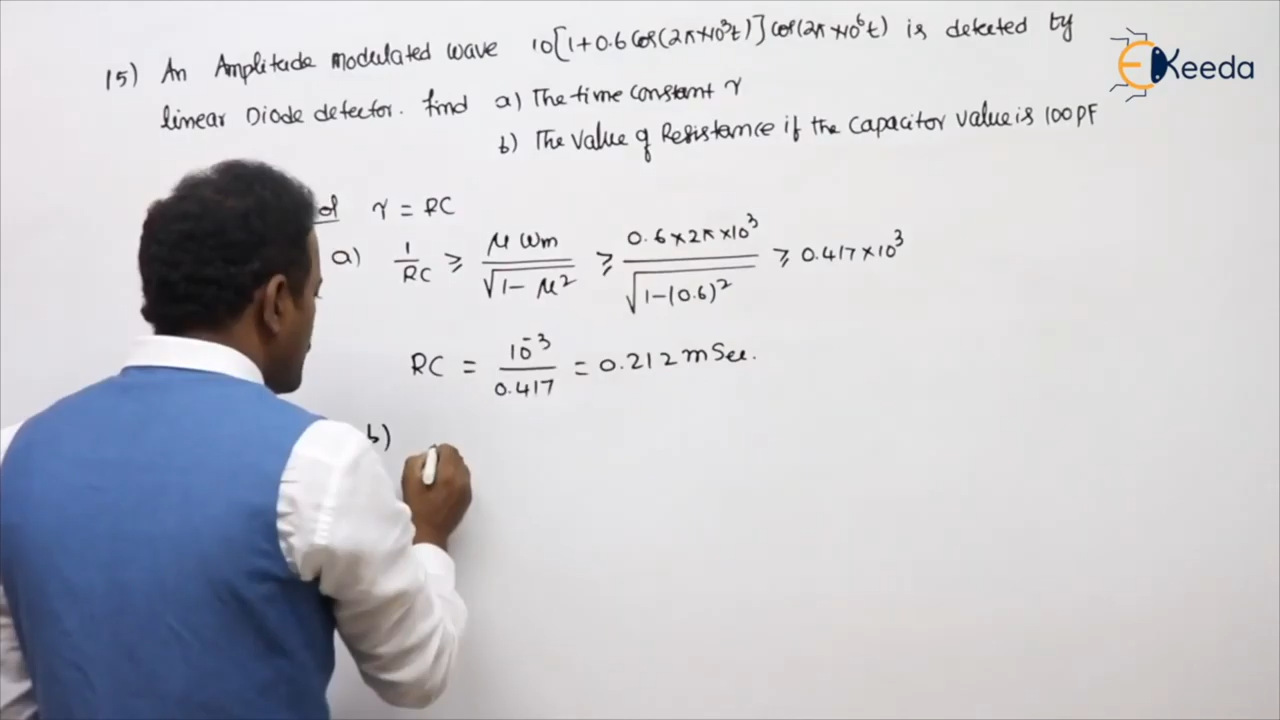 15) An Amplitude modulated wave 10[1+0.6 Cos(2π×10³t)] cos(2π×10⁶t) is detected by
EKeeda
linear Diode detector. Find a) The time constant τ
b) The value of Resistance if the capacitor value is 100PF
ol τ = RC
a) 1/RC ≥ μ ωm/√1-μ² ≥ 0.6×2π×10³/√1-(0.6)² ≥ 0.417×10³
RC = 10⁻³/0.417 = 0.212 mSec.
b)